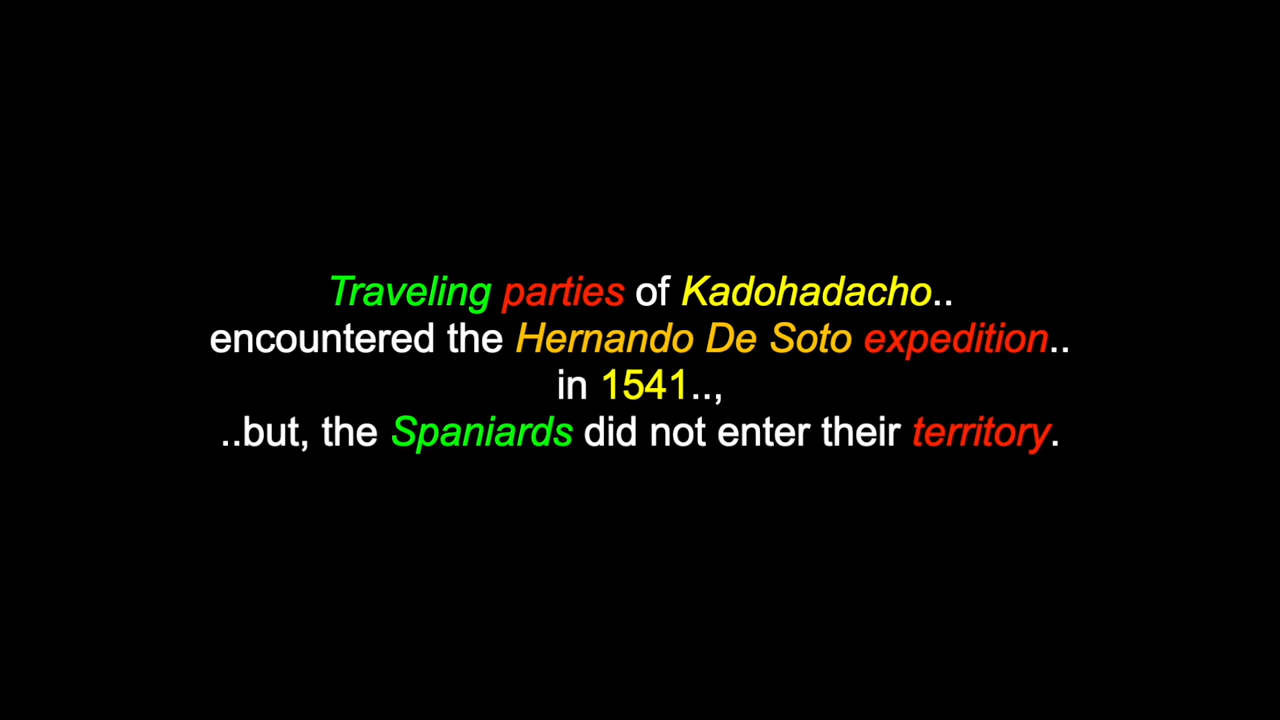 Traveling parties of Kadohadacho..
encountered the Hernando De Soto expedition..
in 1541..,
..but, the Spaniards did not enter their territory.